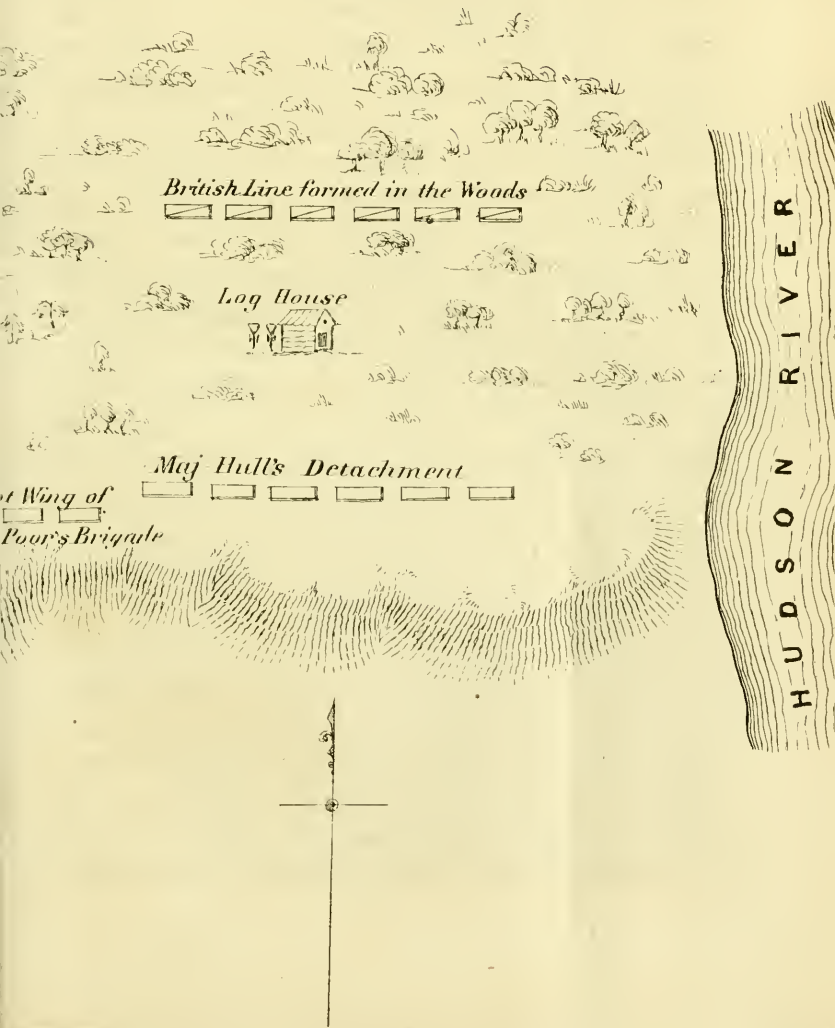 British Line formed in the Woods
Log House
Maj Hull's Detachment
Wing of
Poor's Brigade
HUDSON RIVER